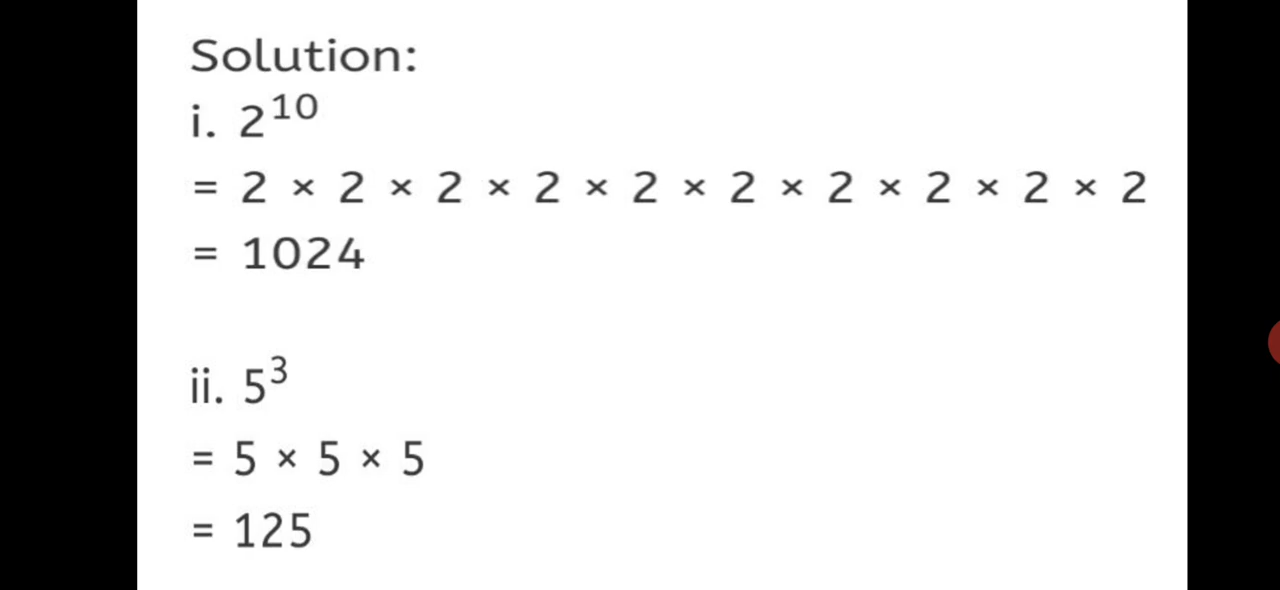 Solution:
i. 2¹⁰
= 2 × 2 × 2 × 2 × 2 × 2 × 2 × 2 × 2 × 2
= 1024
ii. 5³
= 5 × 5 × 5
= 125